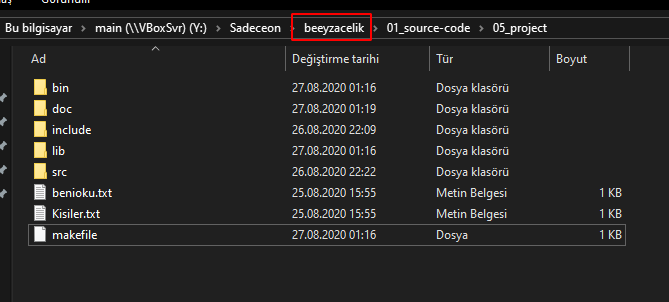 Bu bilgisayar › main (\\VBoxSvr) (Y:) › Sadeceon › beeyzacelik › 01_source-code › 05_project
Ad Değiştirme tarihi Tür Boyut
bin 27.08.2020 01:16 Dosya klasörü
doc 27.08.2020 01:19 Dosya klasörü
include 26.08.2020 22:09 Dosya klasörü
lib 27.08.2020 01:16 Dosya klasörü
src 26.08.2020 22:22 Dosya klasörü
benioku.txt 25.08.2020 15:55 Metin Belgesi 1 KB
Kisiler.txt 25.08.2020 15:55 Metin Belgesi 1 KB
makefile 27.08.2020 01:16 Dosya 1 KB